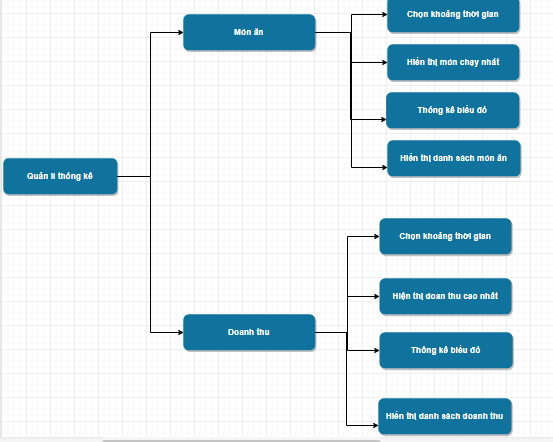 Chọn khoảng thời gian
Món ăn
Hiển thị món chạy nhất
Thống kê biểu đồ
Hiển thị danh sách món ăn
Quản lí thống kê
Chọn khoảng thời gian
Hiện thị doan thu cao nhất
Doanh thu
Thống kê biểu đồ
Hiển thị danh sách doanh thu